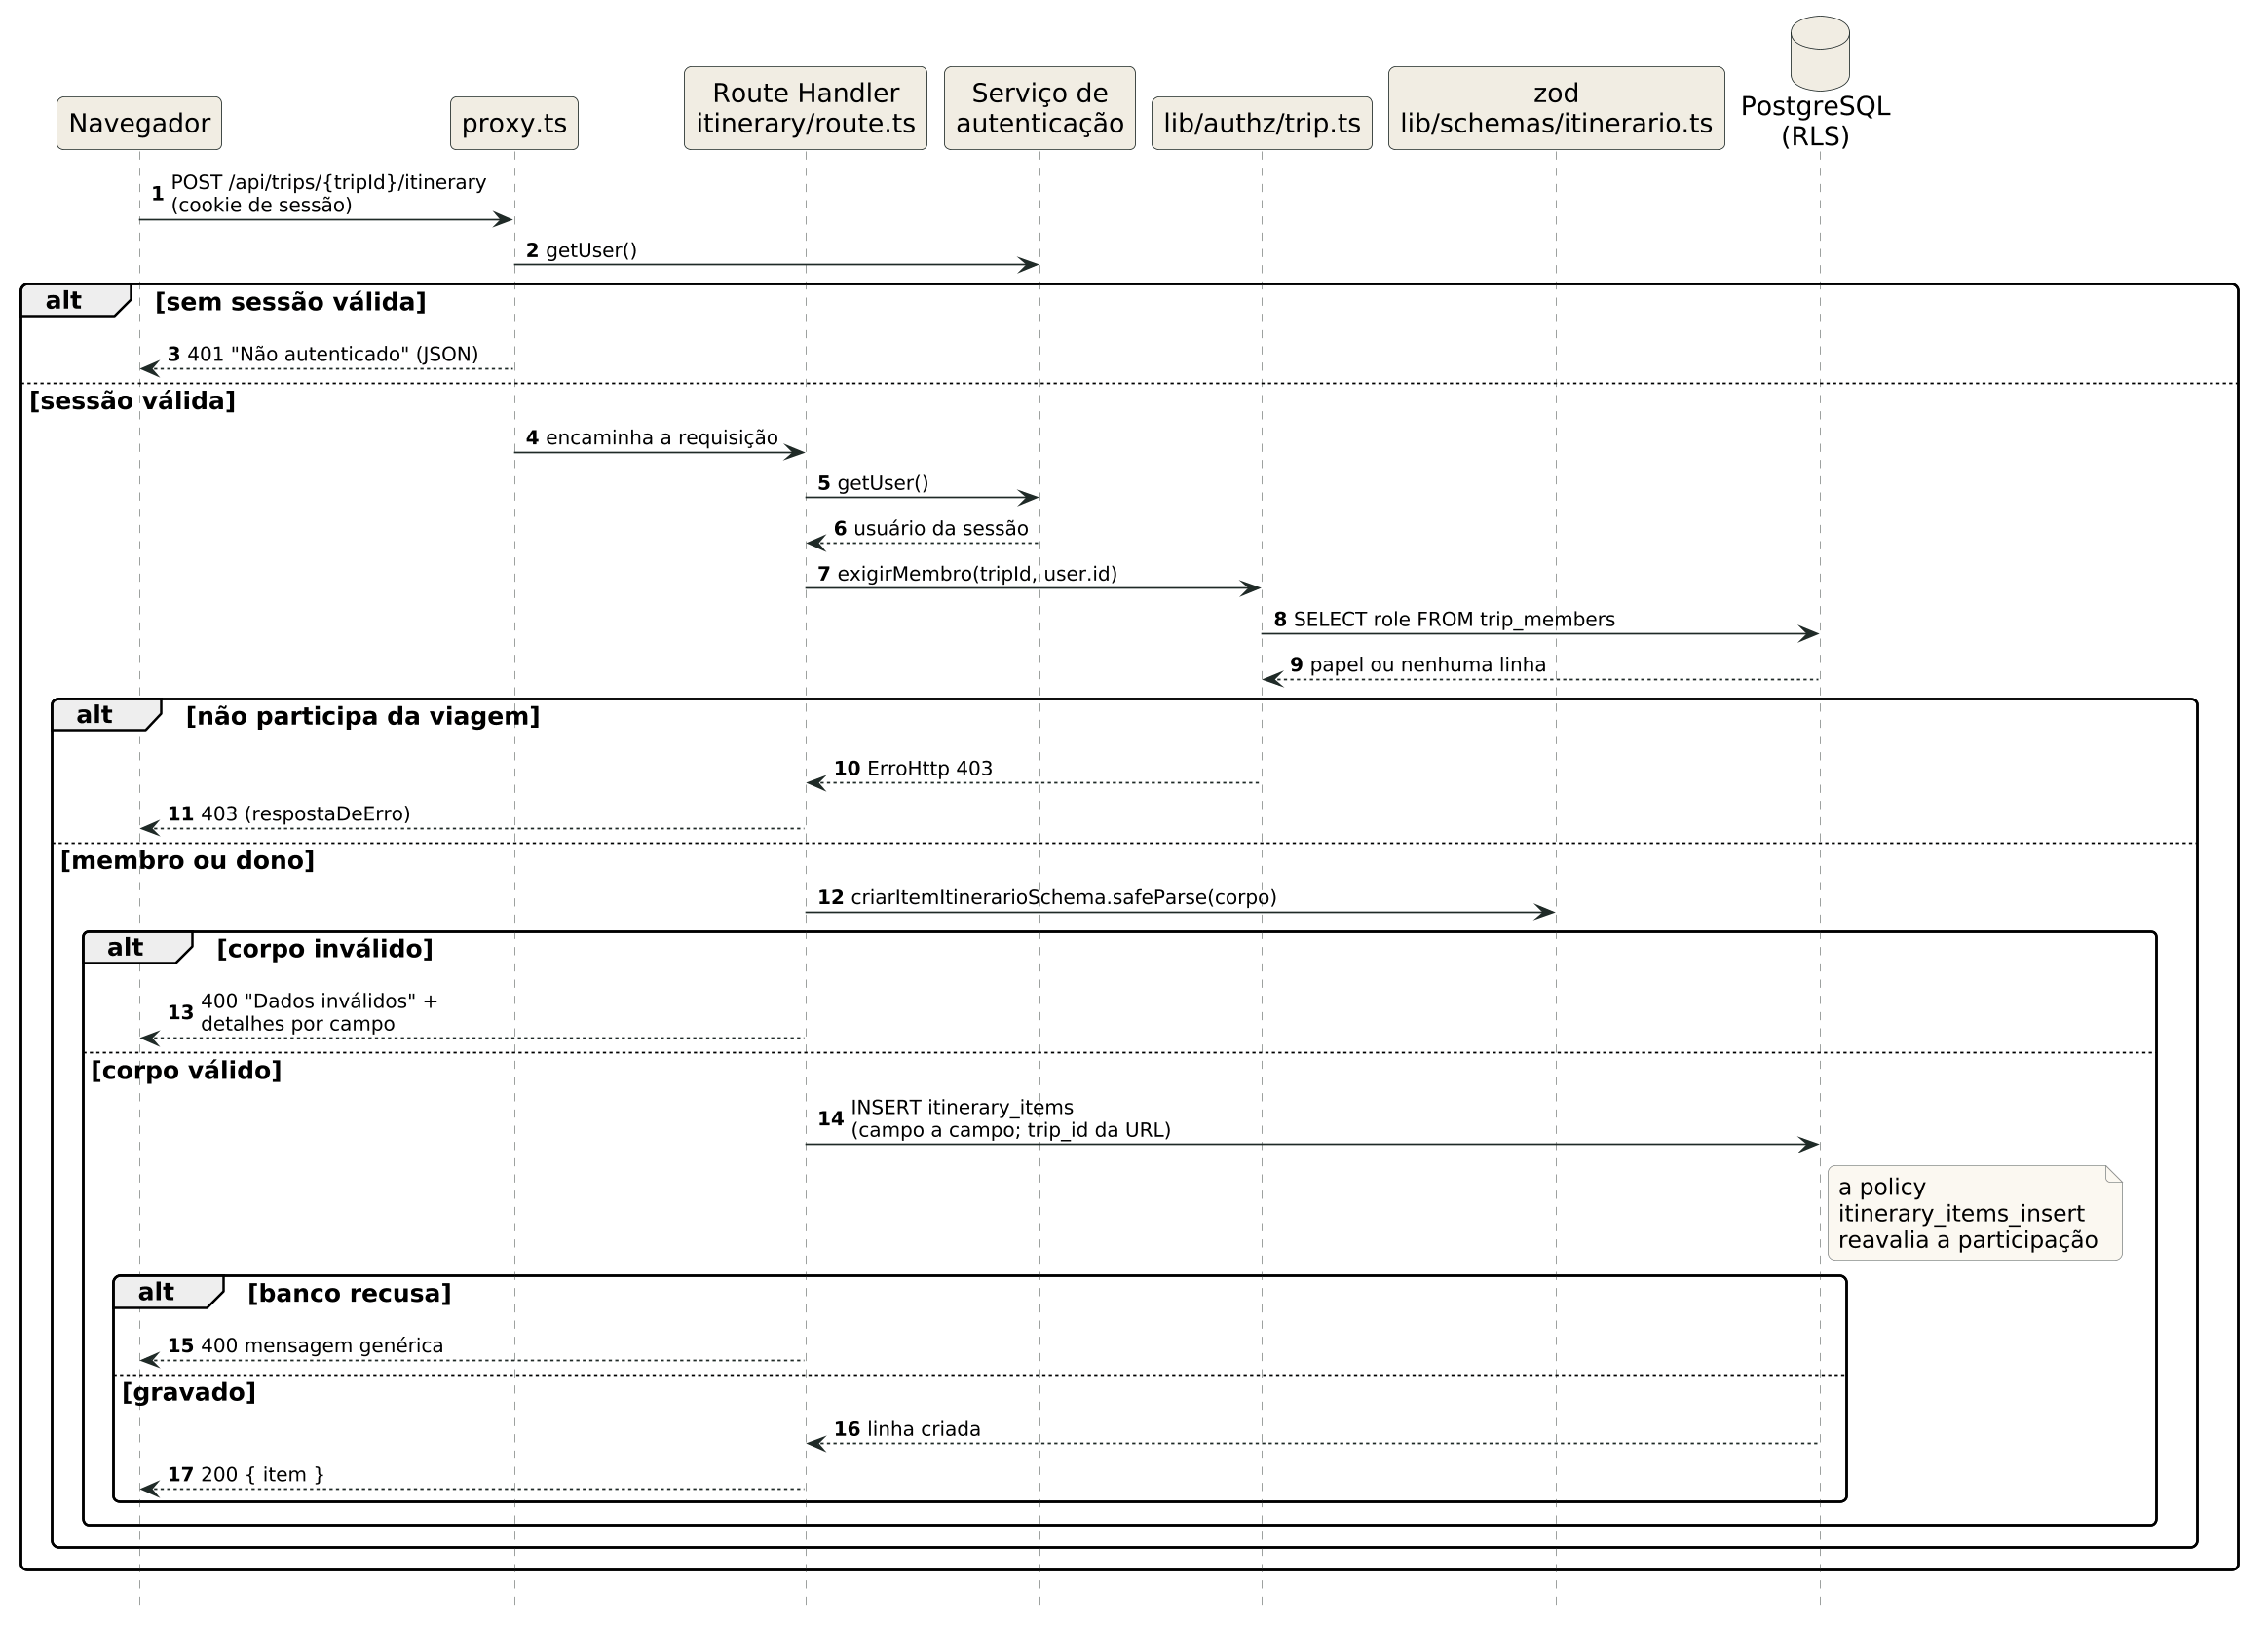 Navegador
proxy.ts
Route Handler
itinerary/route.ts
Serviço de
autenticação
lib/authz/trip.ts
zod
lib/schemas/itinerario.ts
PostgreSQL
(RLS)
1 POST /api/trips/{tripId}/itinerary
(cookie de sessão)
2 getUser()
alt [sem sessão válida]
3 401 "Não autenticado" (JSON)
[sessão válida]
4 encaminha a requisição
5 getUser()
6 usuário da sessão
7 exigirMembro(tripId, user.id)
8 SELECT role FROM trip_members
9 papel ou nenhuma linha
alt [não participa da viagem]
10 ErroHttp 403
11 403 (respostaDeErro)
[membro ou dono]
12 criarItemItinerarioSchema.safeParse(corpo)
alt [corpo inválido]
13 400 "Dados inválidos" +
detalhes por campo
[corpo válido]
14 INSERT itinerary_items
(campo a campo; trip_id da URL)
a policy
itinerary_items_insert
reavalia a participação
alt [banco recusa]
15 400 mensagem genérica
[gravado]
16 linha criada
17 200 { item }